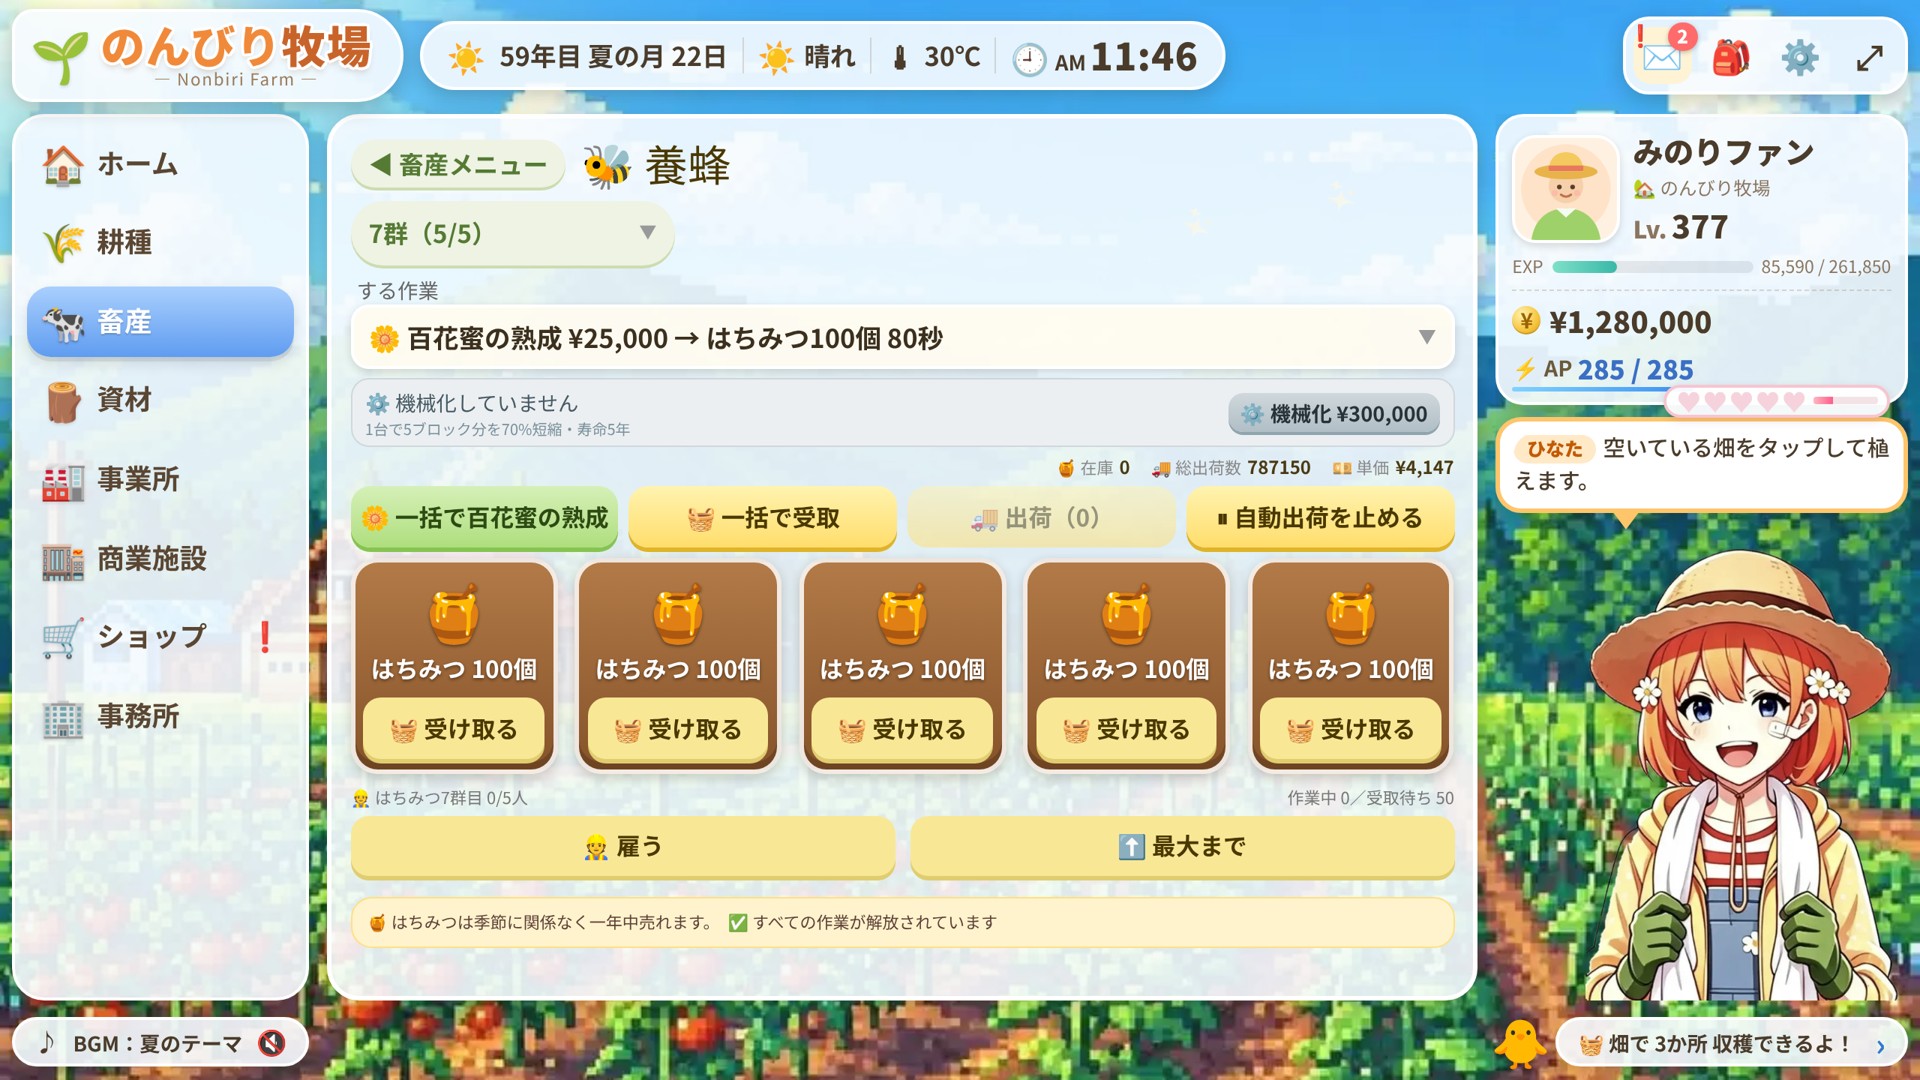 のんびり牧場
Nonbiri Farm
59年目 夏の月 22日
晴れ
30℃
AM 11:46
2
ホーム
耕種
畜産
資材
事業所
商業施設
ショップ
事務所
BGM：夏のテーマ
◀ 畜産メニュー
養蜂
7群（5/5）
する作業
百花蜜の熟成 ¥25,000 → はちみつ100個 80秒
機械化していません
1台で5ブロック分を70%短縮・寿命5年
機械化 ¥300,000
在庫 0
総出荷数 787150
単価 ¥4,147
一括で百花蜜の熟成
一括で受取
出荷（0）
自動出荷を止める
はちみつ 100個
はちみつ 100個
はちみつ 100個
はちみつ 100個
はちみつ 100個
受け取る
受け取る
受け取る
受け取る
受け取る
はちみつ7群目 0/5人
作業中 0／受取待ち 50
雇う
最大まで
はちみつは季節に関係なく一年中売れます。 ✅ すべての作業が解放されています
みのりファン
のんびり牧場
Lv. 377
EXP 85,590 / 261,850
¥1,280,000
AP 285 / 285
ひなた 空いている畑をタップして植
えます。
畑で 3か所 収穫できるよ！ ›